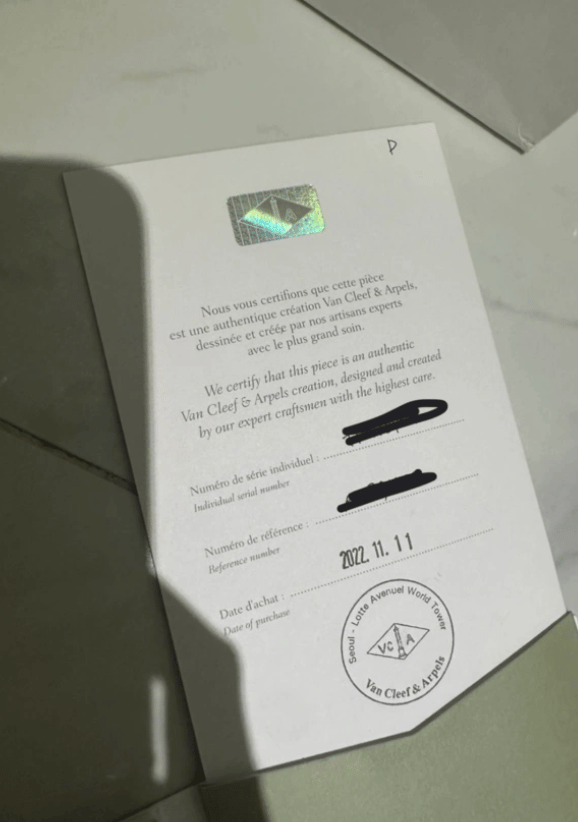 P
VCA
Nous vous certifions que cette pièce
est une authentique création Van Cleef & Arpels,
dessinée et créée par nos artisans experts
avec le plus grand soin.
We certify that this piece is an authentic
Van Cleef & Arpels creation, designed and created
by our expert craftsmen with the highest care.
Numéro de série individuel :
Individual serial number
Numéro de référence :
Reference number
2022. 11. 11
Date d'achat :
Date of purchase
Seoul - Lotte Avenuel World Tower
VC A
Van Cleef & Arpels